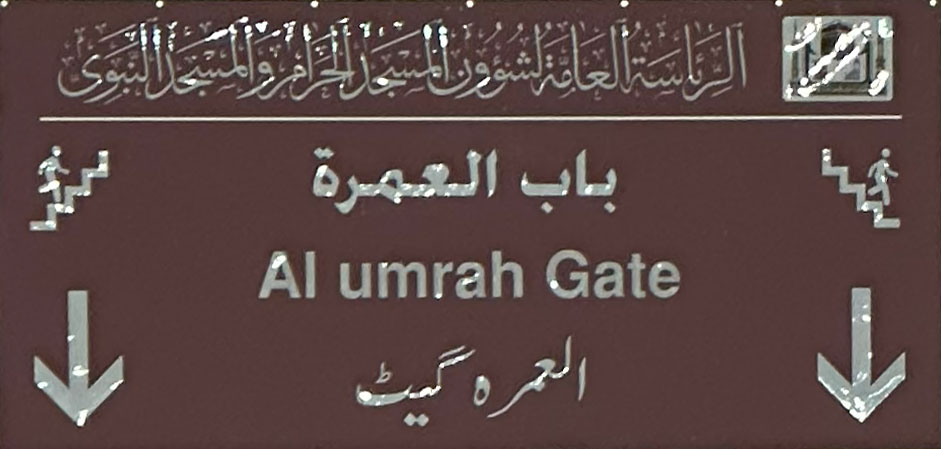 الرئاسة العامة لشؤون المسجد الحرام والمسجد النبوي
باب العمرة
Al umrah Gate
العمرہ گیٹ